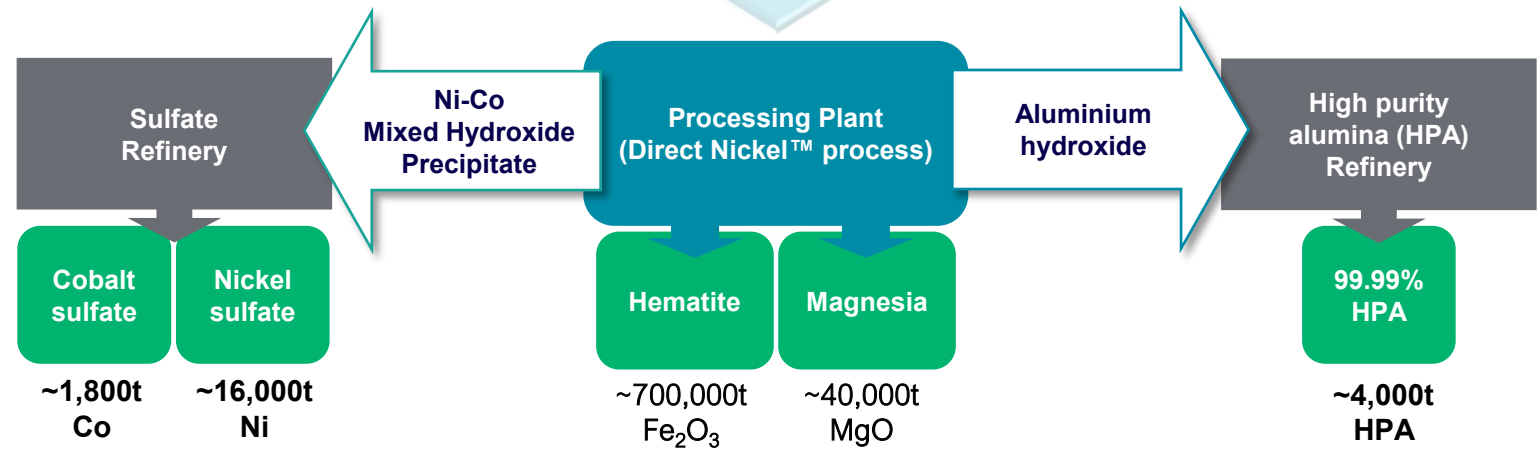 Sulfate
Refinery
Ni-Co
Mixed Hydroxide
Precipitate
Processing Plant
(Direct Nickel™ process)
Aluminium
hydroxide
High purity
alumina (HPA)
Refinery
Cobalt
sulfate
Nickel
sulfate
Hematite
Magnesia
99.99%
HPA
~1,800t
Co
~16,000t
Ni
~700,000t
Fe₂O₃
~40,000t
MgO
~4,000t
HPA